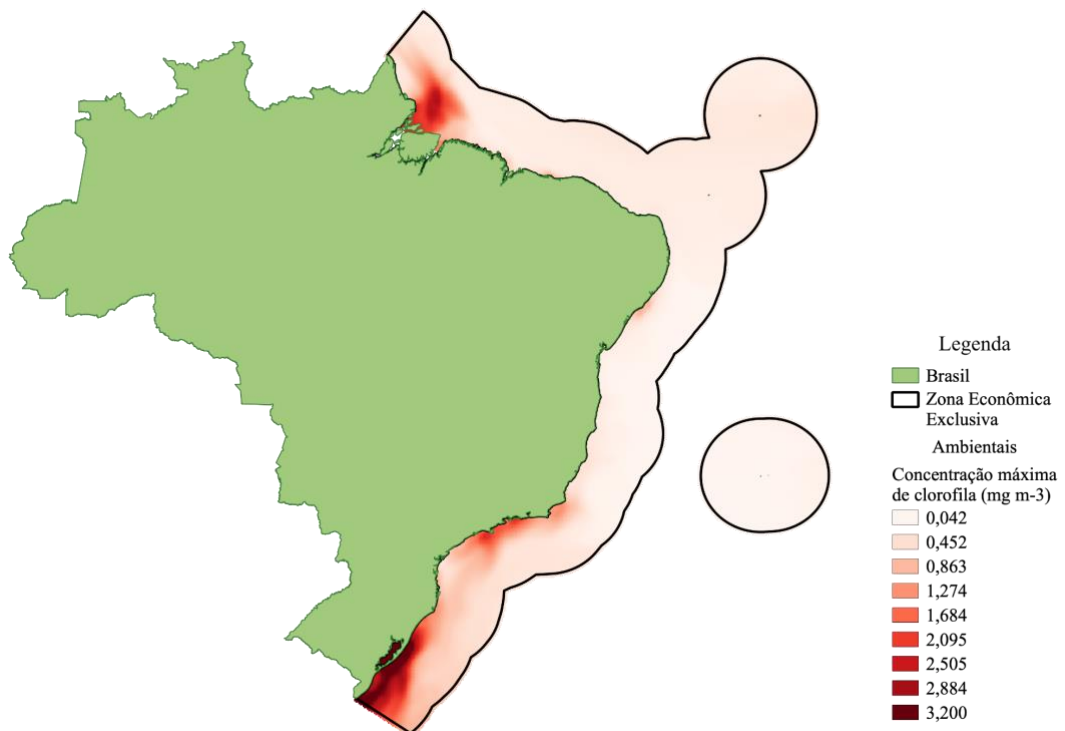 Legenda
Brasil
Zona Econômica
Exclusiva
Ambientais
Concentração máxima
de clorofila (mg m-3)
0,042
0,452
0,863
1,274
1,684
2,095
2,505
2,884
3,200